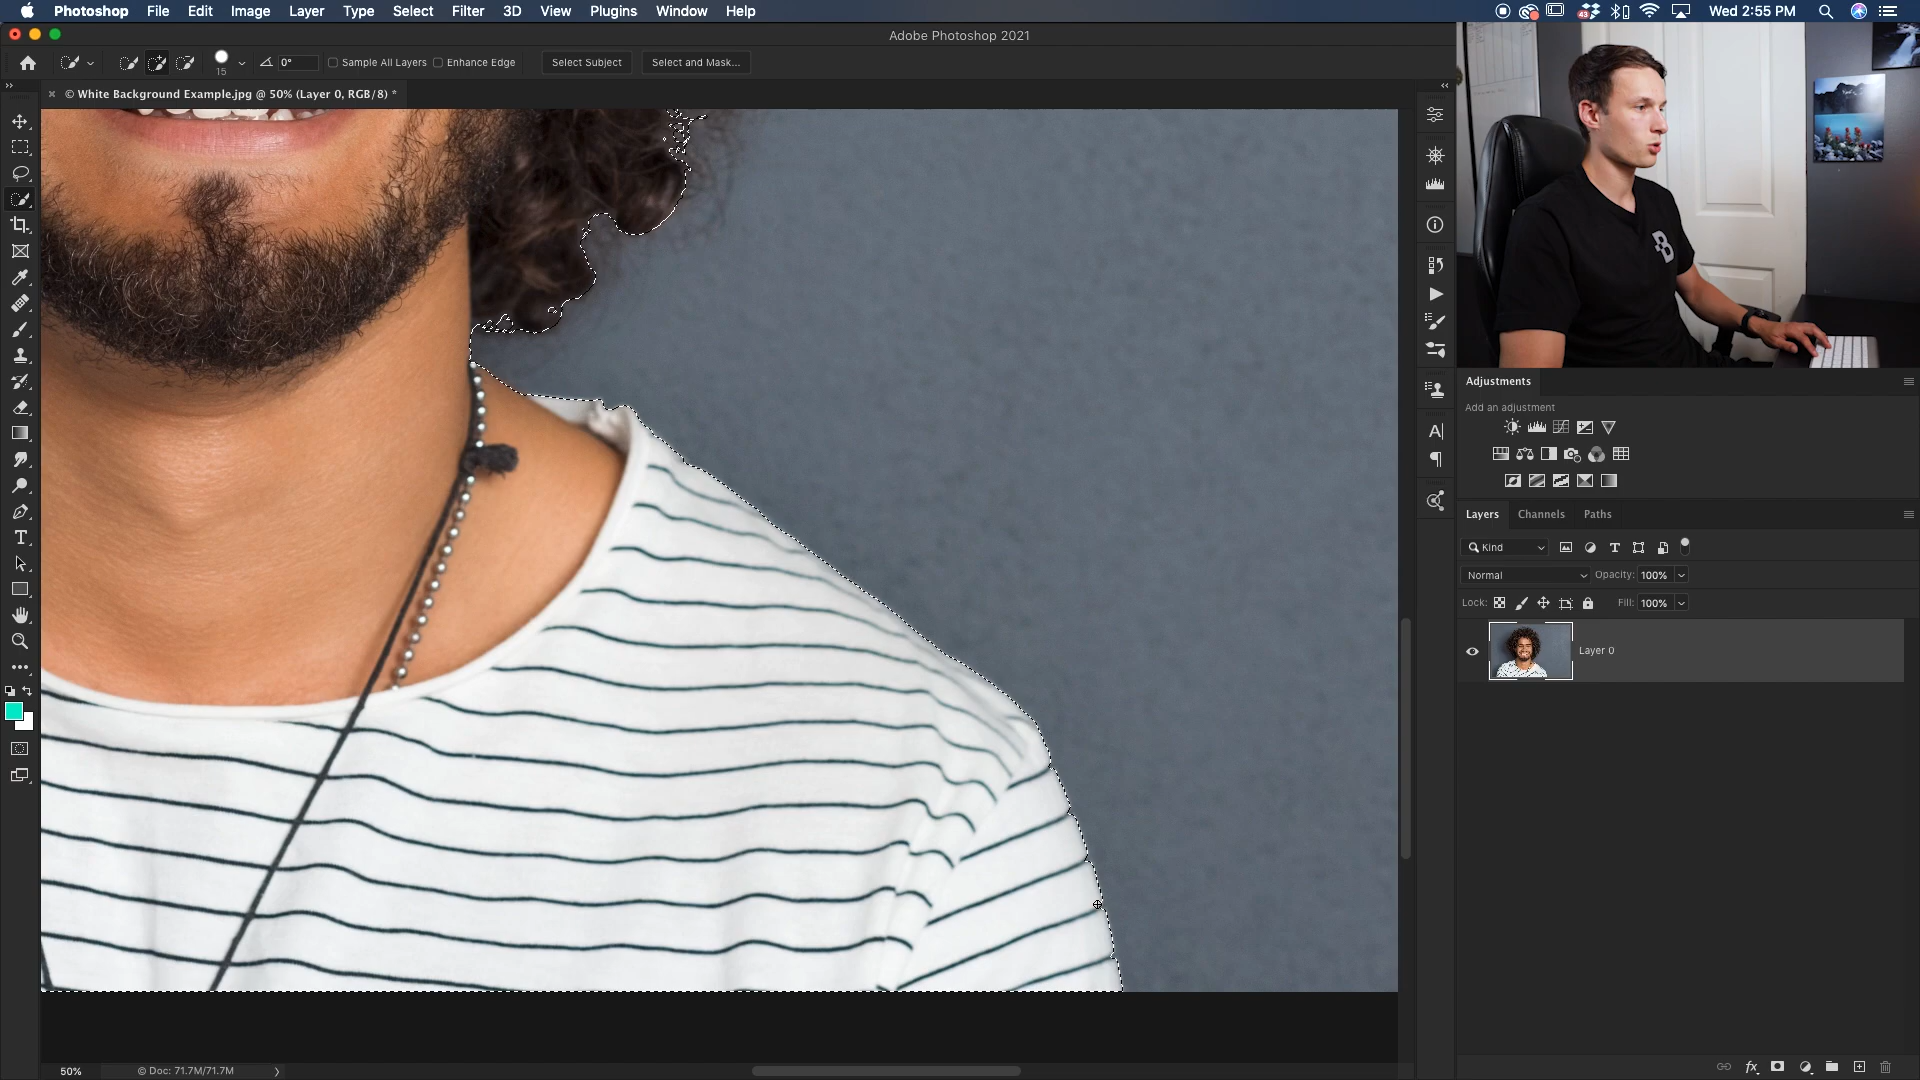 Photoshop File Edit Image Layer Type Select Filter 3D View Plugins Window Help
43
Wed 2:55 PM
Adobe Photoshop 2021
15
0°
Sample All Layers
Enhance Edge
Select Subject
Select and Mask...
© White Background Example.jpg @ 50% (Layer 0, RGB/8) *
B
Adjustments
Add an adjustment
Layers Channels Paths
Kind
Normal
Opacity: 100%
Lock:
Fill: 100%
Layer 0
50%
© Doc: 71.7M/71.7M